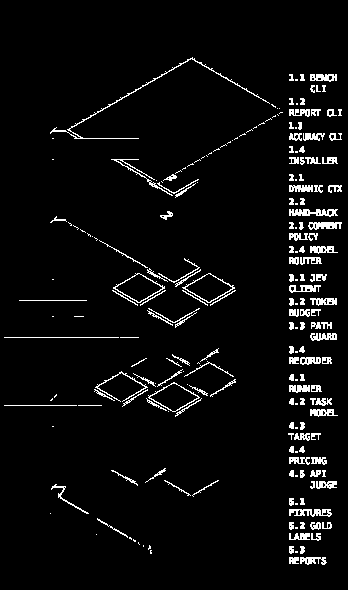 1.1 BENCH
CLI
1.2
REPORT CLI
1.3
ACCURACY CLI
1.4
INSTALLER
2.1
DYNAMIC CTX
2.2
HAND-BACK
2.3 COMMENT
POLICY
2.4 MODEL
ROUTER
3.1 JEV
CLIENT
3.2 TOKEN
BUDGET
3.3 PATH
GUARD
3.4
RECORDER
4.1
RUNNER
4.2 TASK
MODEL
4.3
TARGET
4.4
PRICING
4.5 API
JUDGE
5.1
FIXTURES
5.2 GOLD
LABELS
5.3
REPORTS